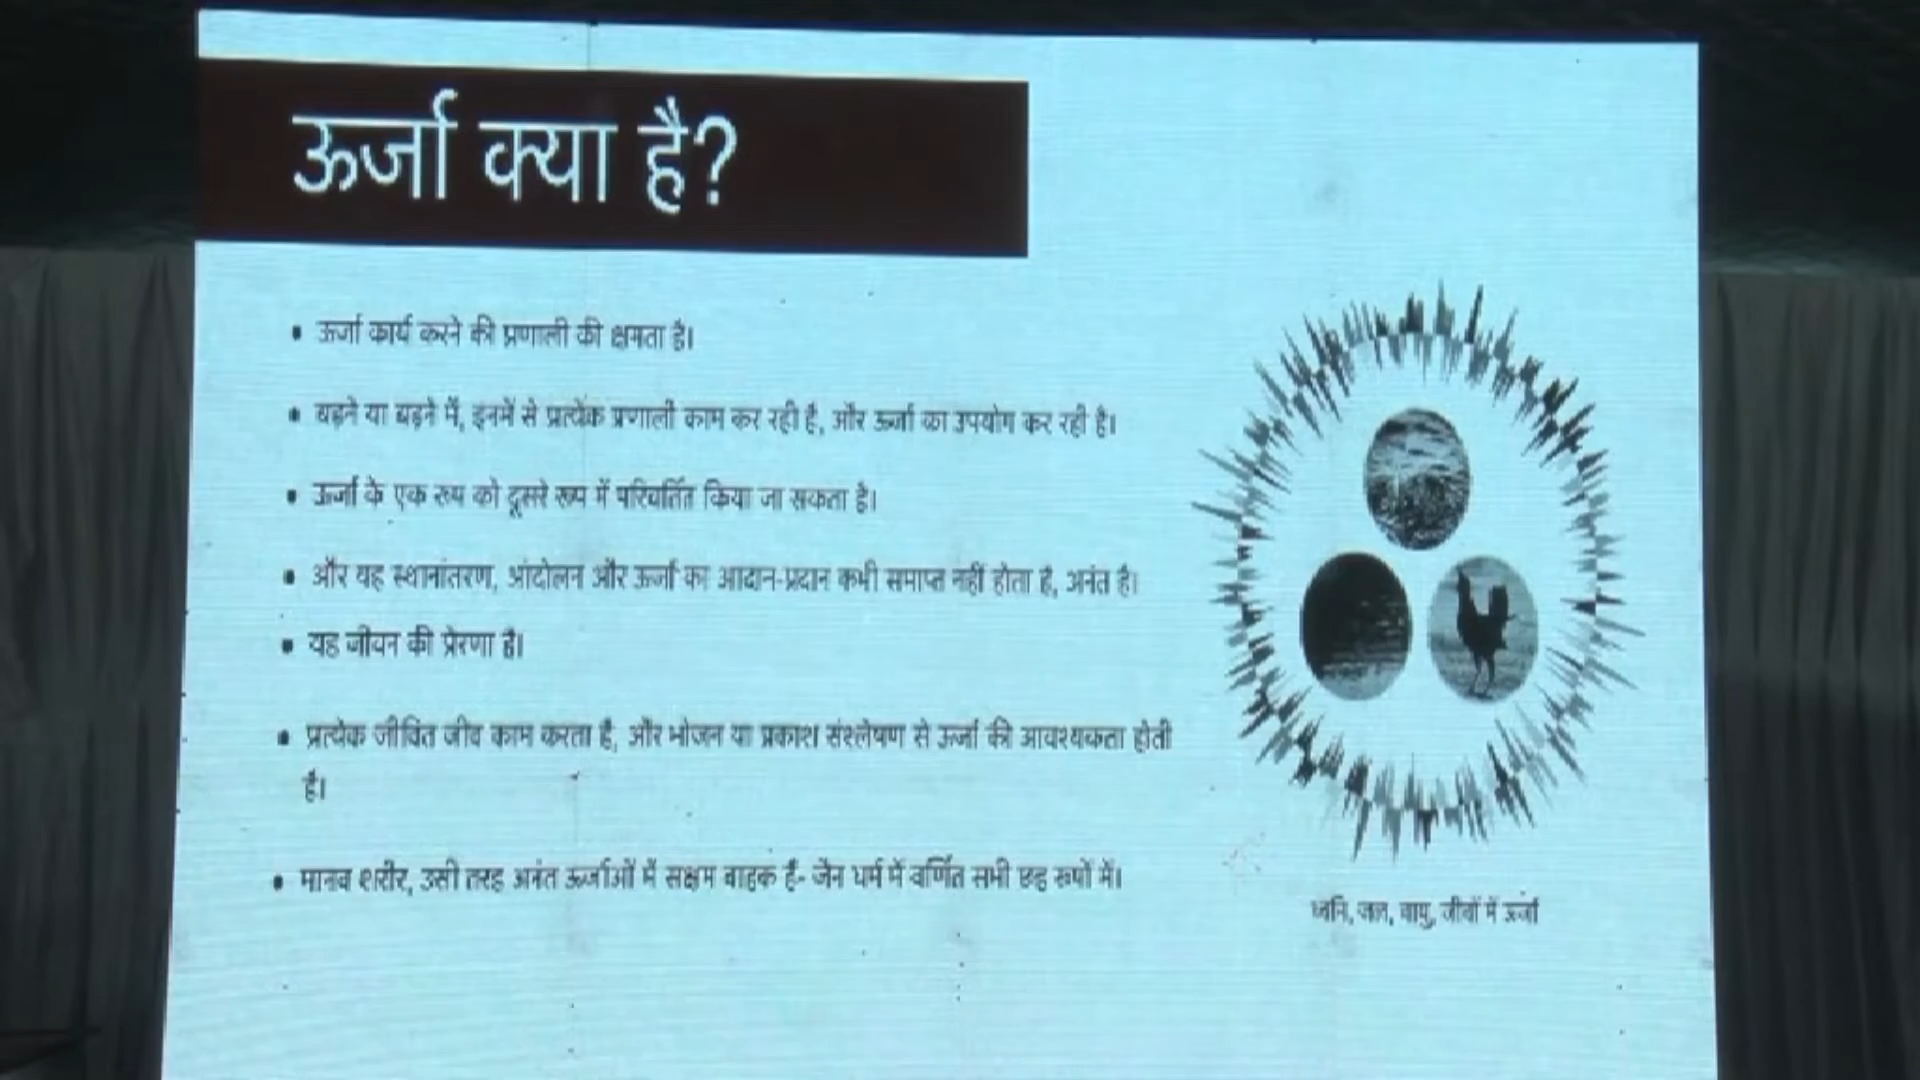 ऊर्जा क्या है?
• ऊर्जा कार्य करने की प्रणाली की क्षमता है।
• बढ़ने या बढ़ने में, इनमें से प्रत्येक प्रणाली काम कर रही है, और ऊर्जा का उपयोग कर रही है।
• ऊर्जा के एक रूप को दूसरे रूप में परिवर्तित किया जा सकता है।
• और यह स्थानांतरण, आंदोलन और ऊर्जा का आदान-प्रदान कभी समाप्त नहीं होता है, अनंत है।
• यह जीवन की प्रेरणा है।
• प्रत्येक जीवित जीव काम करता है, और भोजन या प्रकाश संश्लेषण से ऊर्जा की आवश्यकता होती
है।
• मानव शरीर, उसी तरह अनंत ऊर्जाओं में सक्षम वाहक हैं- जैन धर्म में वर्णित सभी छह रूपों में।
ध्वनि, जल, वायु, जीवों में ऊर्जा